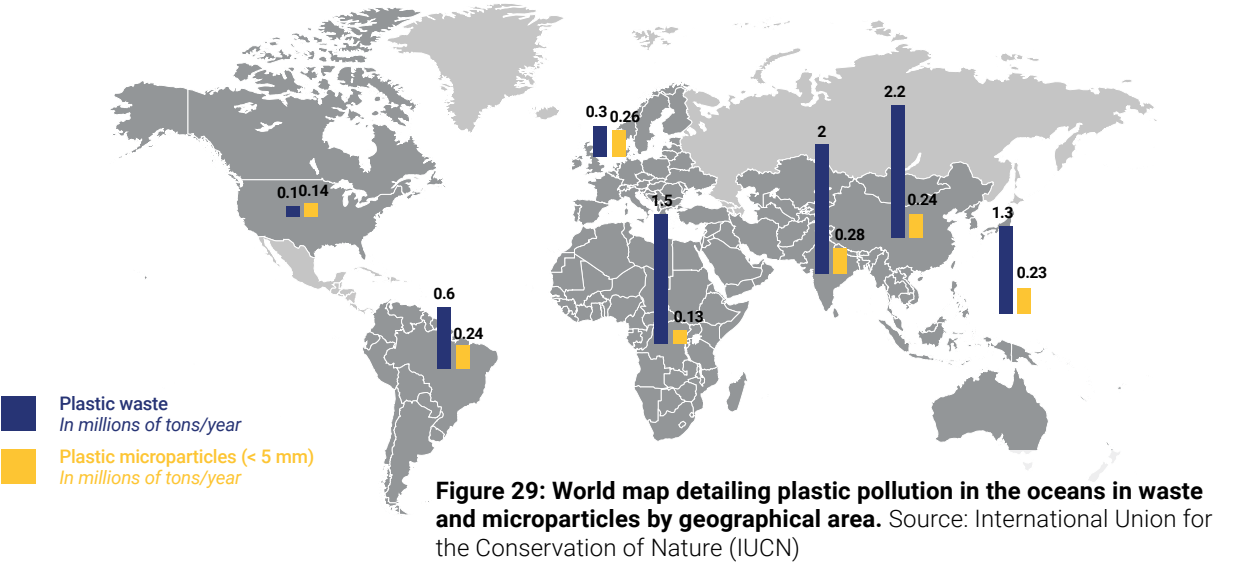 2.2
0.3 0.26
2
0.10.14
1.5
0.24
1.3
0.28
0.23
0.6
0.13
0.24
Plastic waste
In millions of tons/year
Plastic microparticles (< 5 mm)
In millions of tons/year
Figure 29: World map detailing plastic pollution in the oceans in waste
and microparticles by geographical area. Source: International Union for
the Conservation of Nature (IUCN)